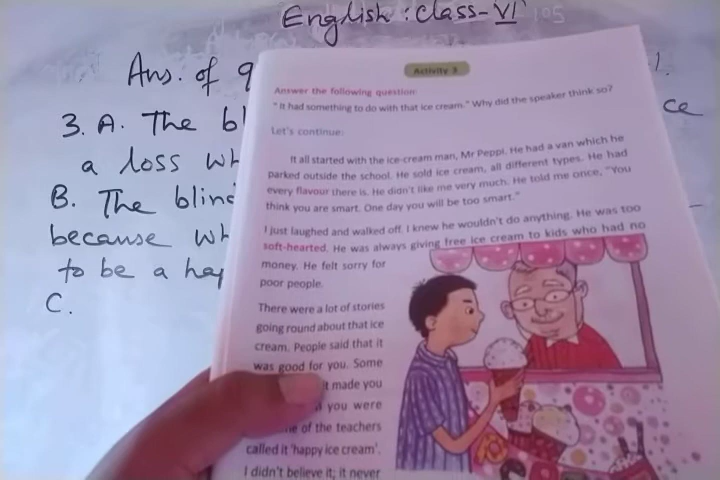 English : Class - VI
105
Ans. of q
3. A. The bl
a loss wh
B. The blind
because wh
to be a hap
C.
1.
ce
Activity 3
Answer the following question:
"It had something to do with that ice cream." Why did the speaker think so?
Let's continue:
It all started with the ice-cream man, Mr Peppi. He had a van which he
parked outside the school. He sold ice cream, all different types. He had
every flavour there is. He didn't like me very much. He told me once, "You
think you are smart. One day you will be too smart."
I just laughed and walked off. I knew he wouldn't do anything. He was too
soft-hearted. He was always giving free ice cream to kids who had no
money. He felt sorry for
poor people.
There were a lot of stories
going round about that ice
cream. People said that it
was good for you. Some
it made you
you were
of the teachers
called it 'happy ice cream'.
I didn't believe it; it never